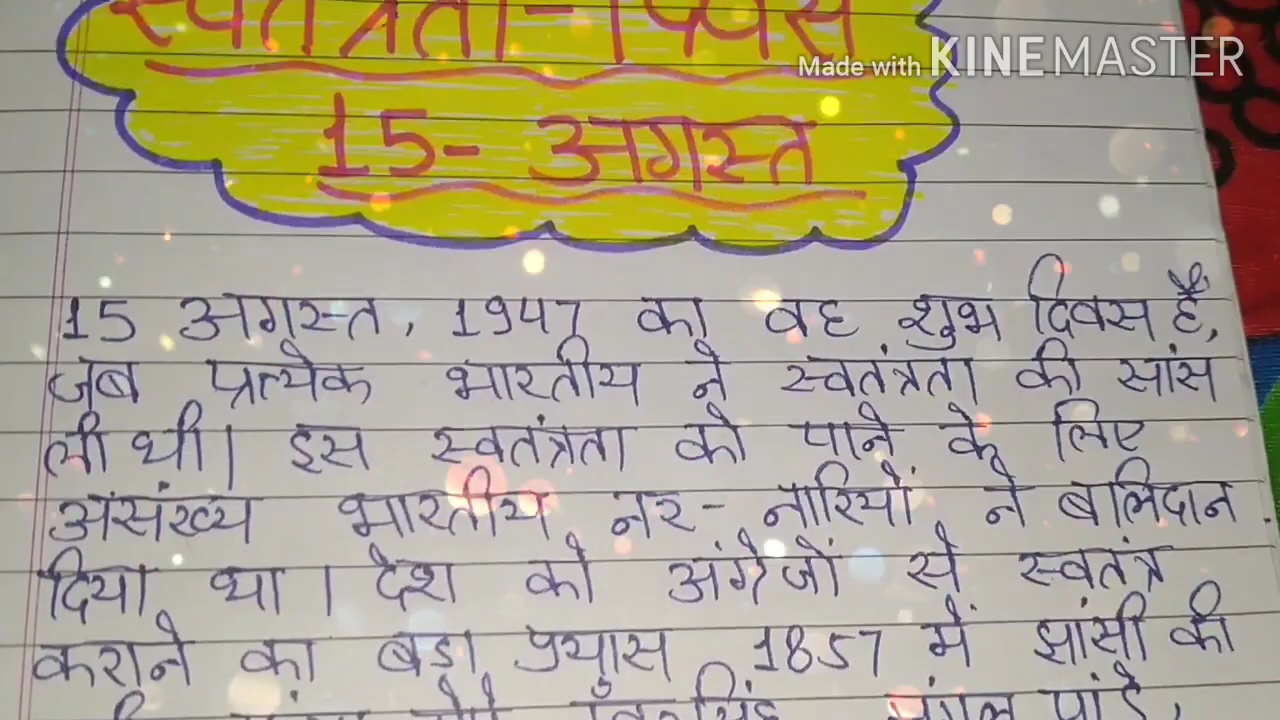 स्वतंत्रता-दिवस
Made with KINEMASTER
15- अगस्त
15 अगस्त, 1947 का वह शुभ दिवस है,
जब प्रत्येक भारतीय ने स्वतंत्रता की सांस
ली थी। इस स्वतंत्रता को पाने के लिए
असंख्य भारतीय नर-नारियों ने बलिदान
दिया था। देश को अंग्रेजों से स्वतंत्र
कराने का बड़ा प्रयास 1857 में झांसी की
मंगल पांडे,